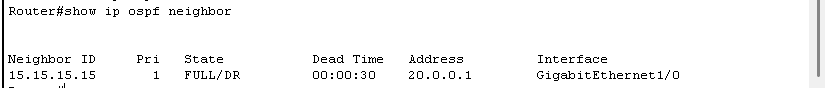 Router#show ip ospf neighbor
Neighbor ID     Pri   State           Dead Time   Address         Interface
15.15.15.15       1   FULL/DR         00:00:30    20.0.0.1        GigabitEthernet1/0